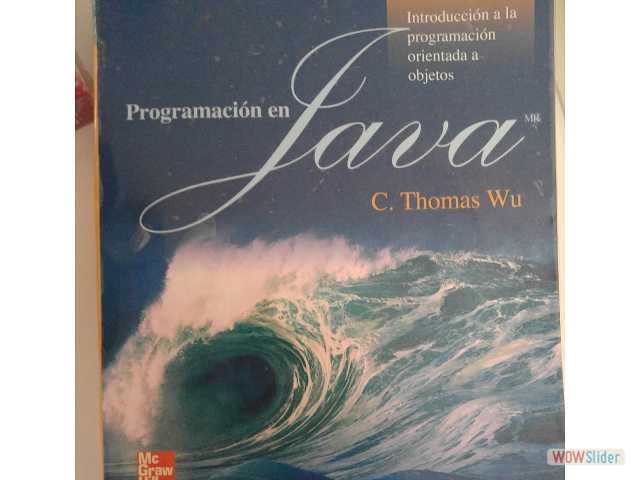 Introducción a la
programación
orientada a
objetos
Programación en
Java MR
C. Thomas Wu
Mc
Graw
WOWSlider